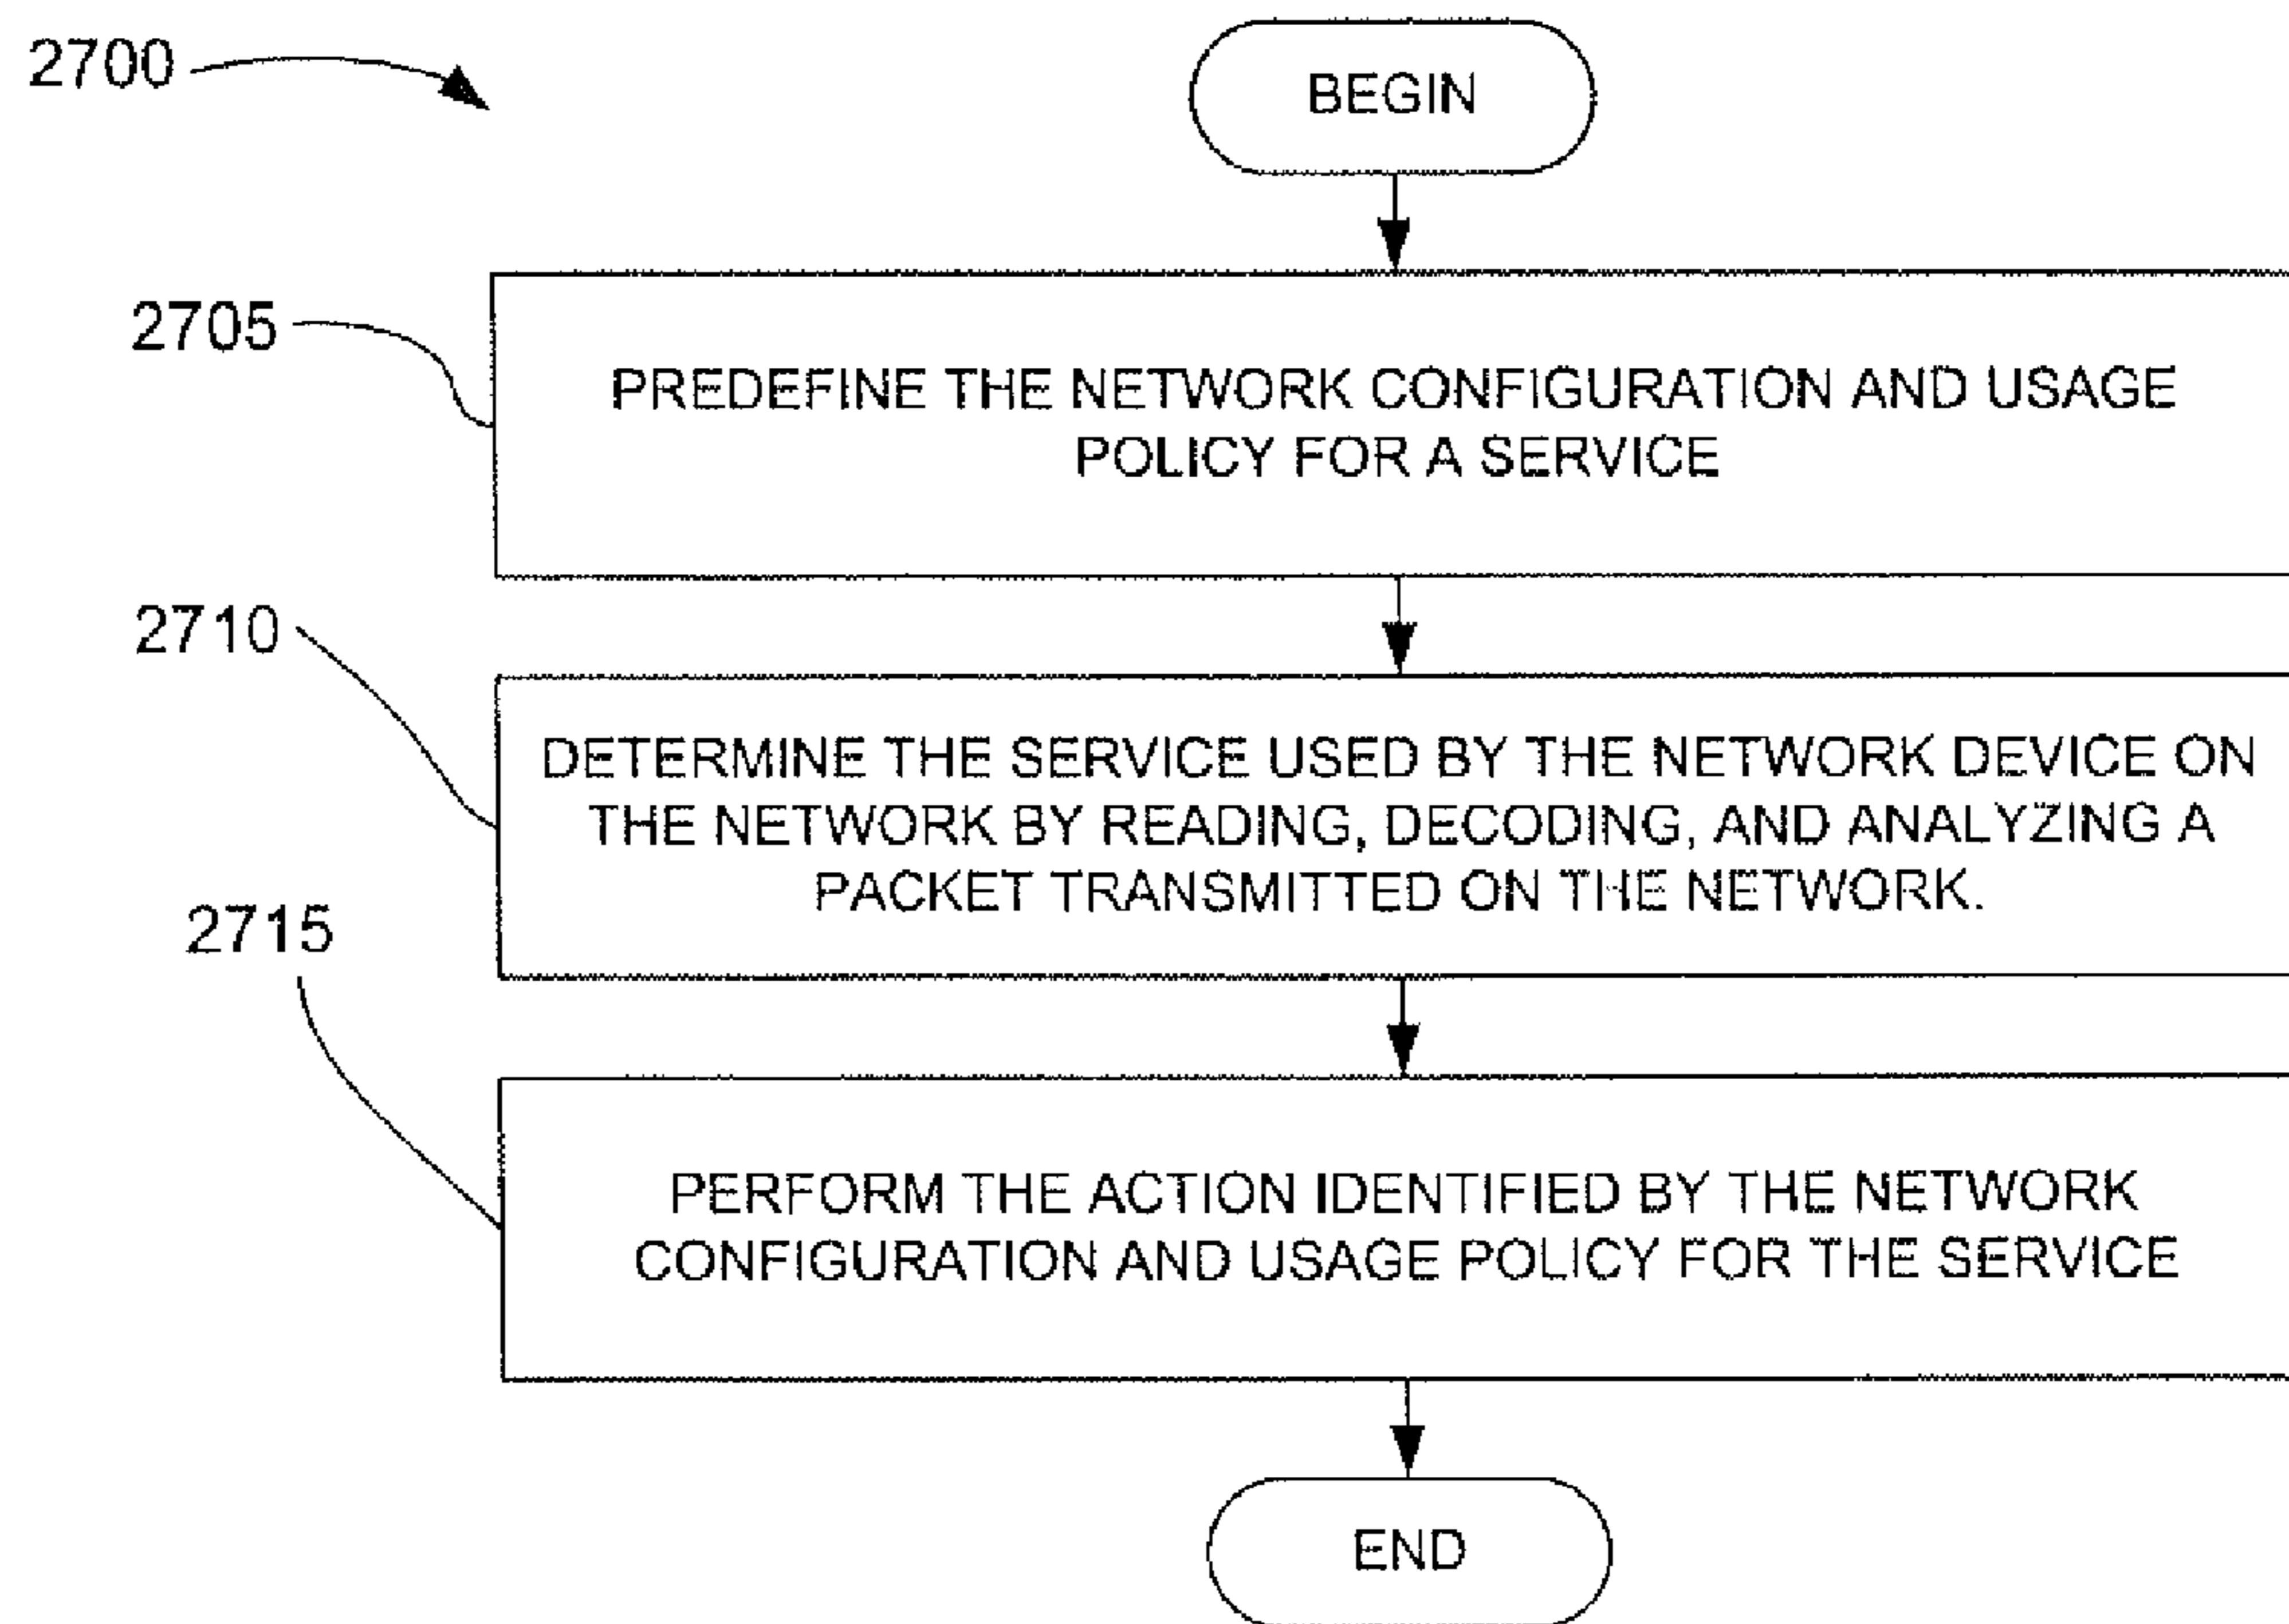 2700
BEGIN
2705
PREDEFINE THE NETWORK CONFIGURATION AND USAGE
POLICY FOR A SERVICE
2710
DETERMINE THE SERVICE USED BY THE NETWORK DEVICE ON
THE NETWORK BY READING, DECODING, AND ANALYZING A
PACKET TRANSMITTED ON THE NETWORK.
2715
PERFORM THE ACTION IDENTIFIED BY THE NETWORK
CONFIGURATION AND USAGE POLICY FOR THE SERVICE
END